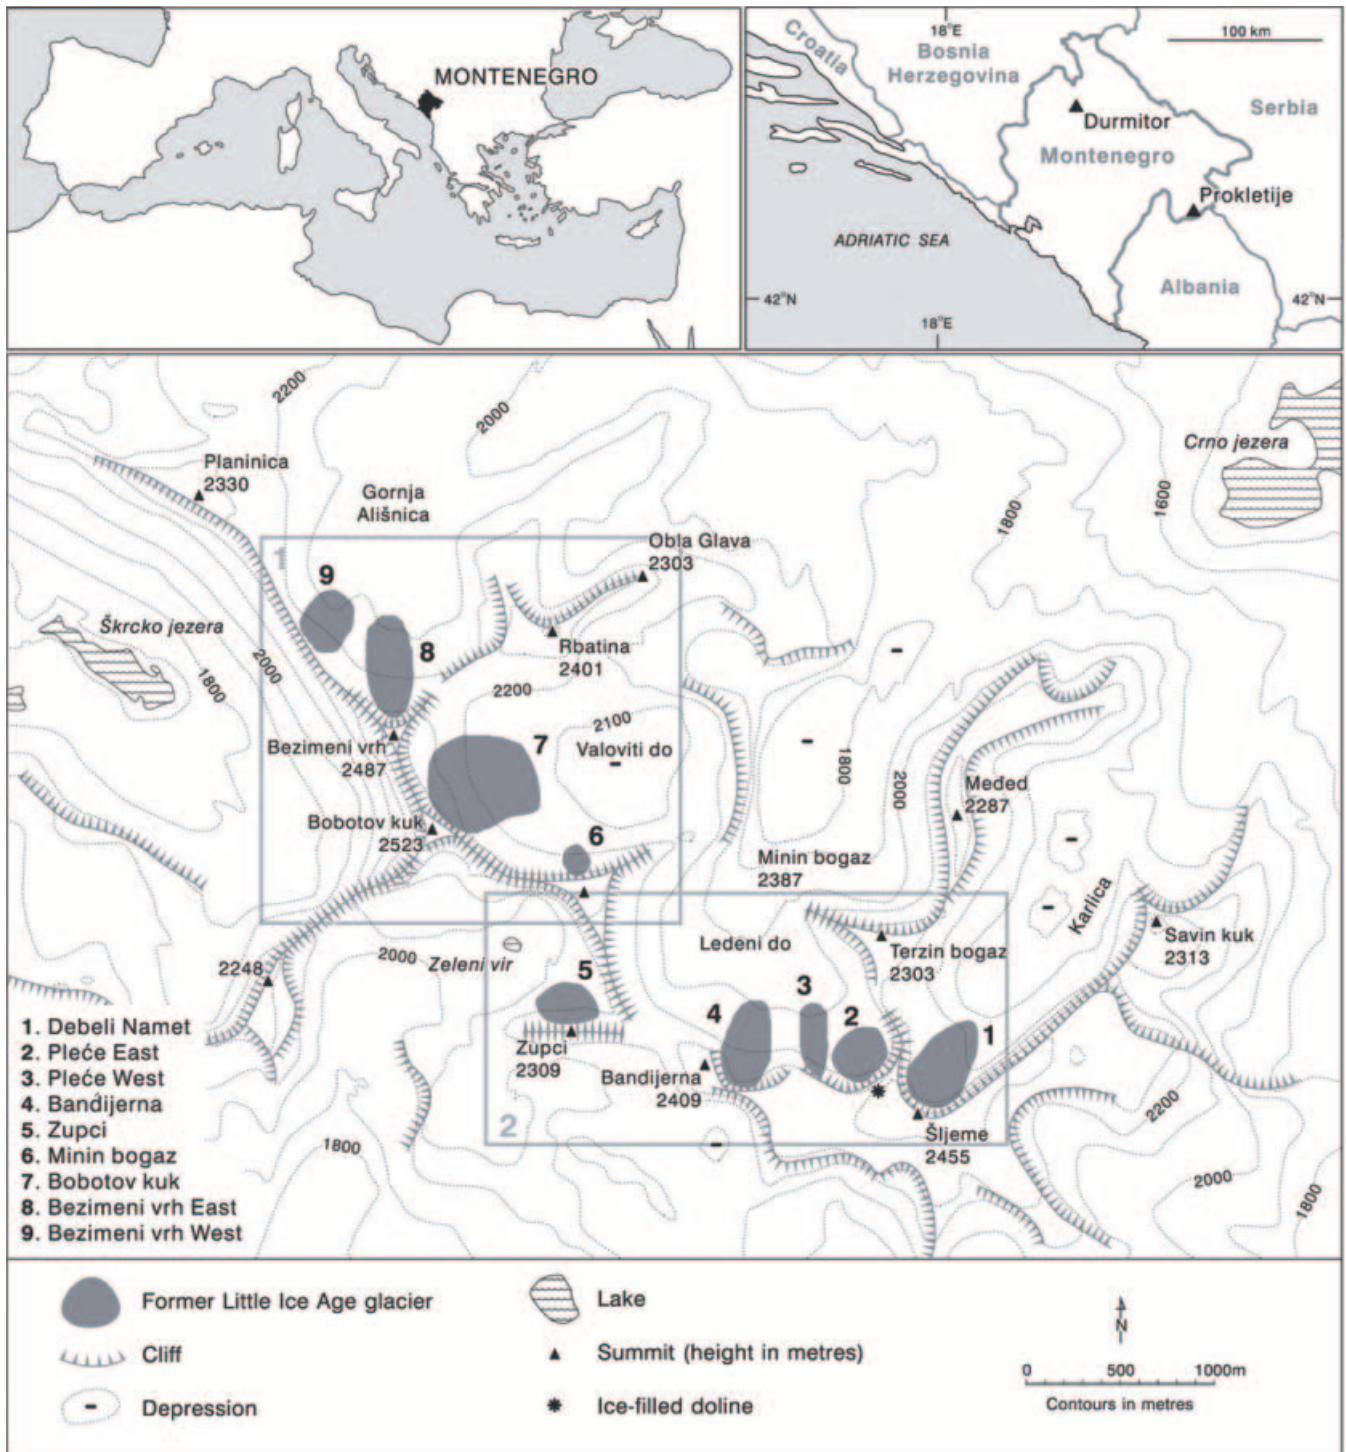 MONTENEGRO
18°E
100 km
Croatia
Bosnia
Herzegovina
Serbia
Durmitor
Montenegro
Prokletije
ADRIATIC SEA
Albania
42°N
42°N
18°E
2200
2000
Crno jezera
Planinica
2330
Gornja
Ališnica
1800
1600
Obla Glava
2303
1
9
Škrcko jezera
8
Rbatina
2401
2000
1800
2200
2100
7
Valoviti do
Bezimeni vrh
2487
1800
2000
Međed
2287
Bobotov kuk
2523
6
Minin bogaz
2387
Karlica
Ledeni do
Terzin bogaz
2303
Savin kuk
2313
2000
Zeleni vir
2248
5
3
4
2
1
Zupci
2309
Bandijerna
2409
2200
2
Šljeme
2455
1800
2000
1800
1. Debeli Namet
2. Pleće East
3. Pleće West
4. Bandijerna
5. Zupci
6. Minin bogaz
7. Bobotov kuk
8. Bezimeni vrh East
9. Bezimeni vrh West
Former Little Ice Age glacier
Lake
Cliff
Summit (height in metres)
Depression
Ice-filled doline
N
0 500 1000m
Contours in metres